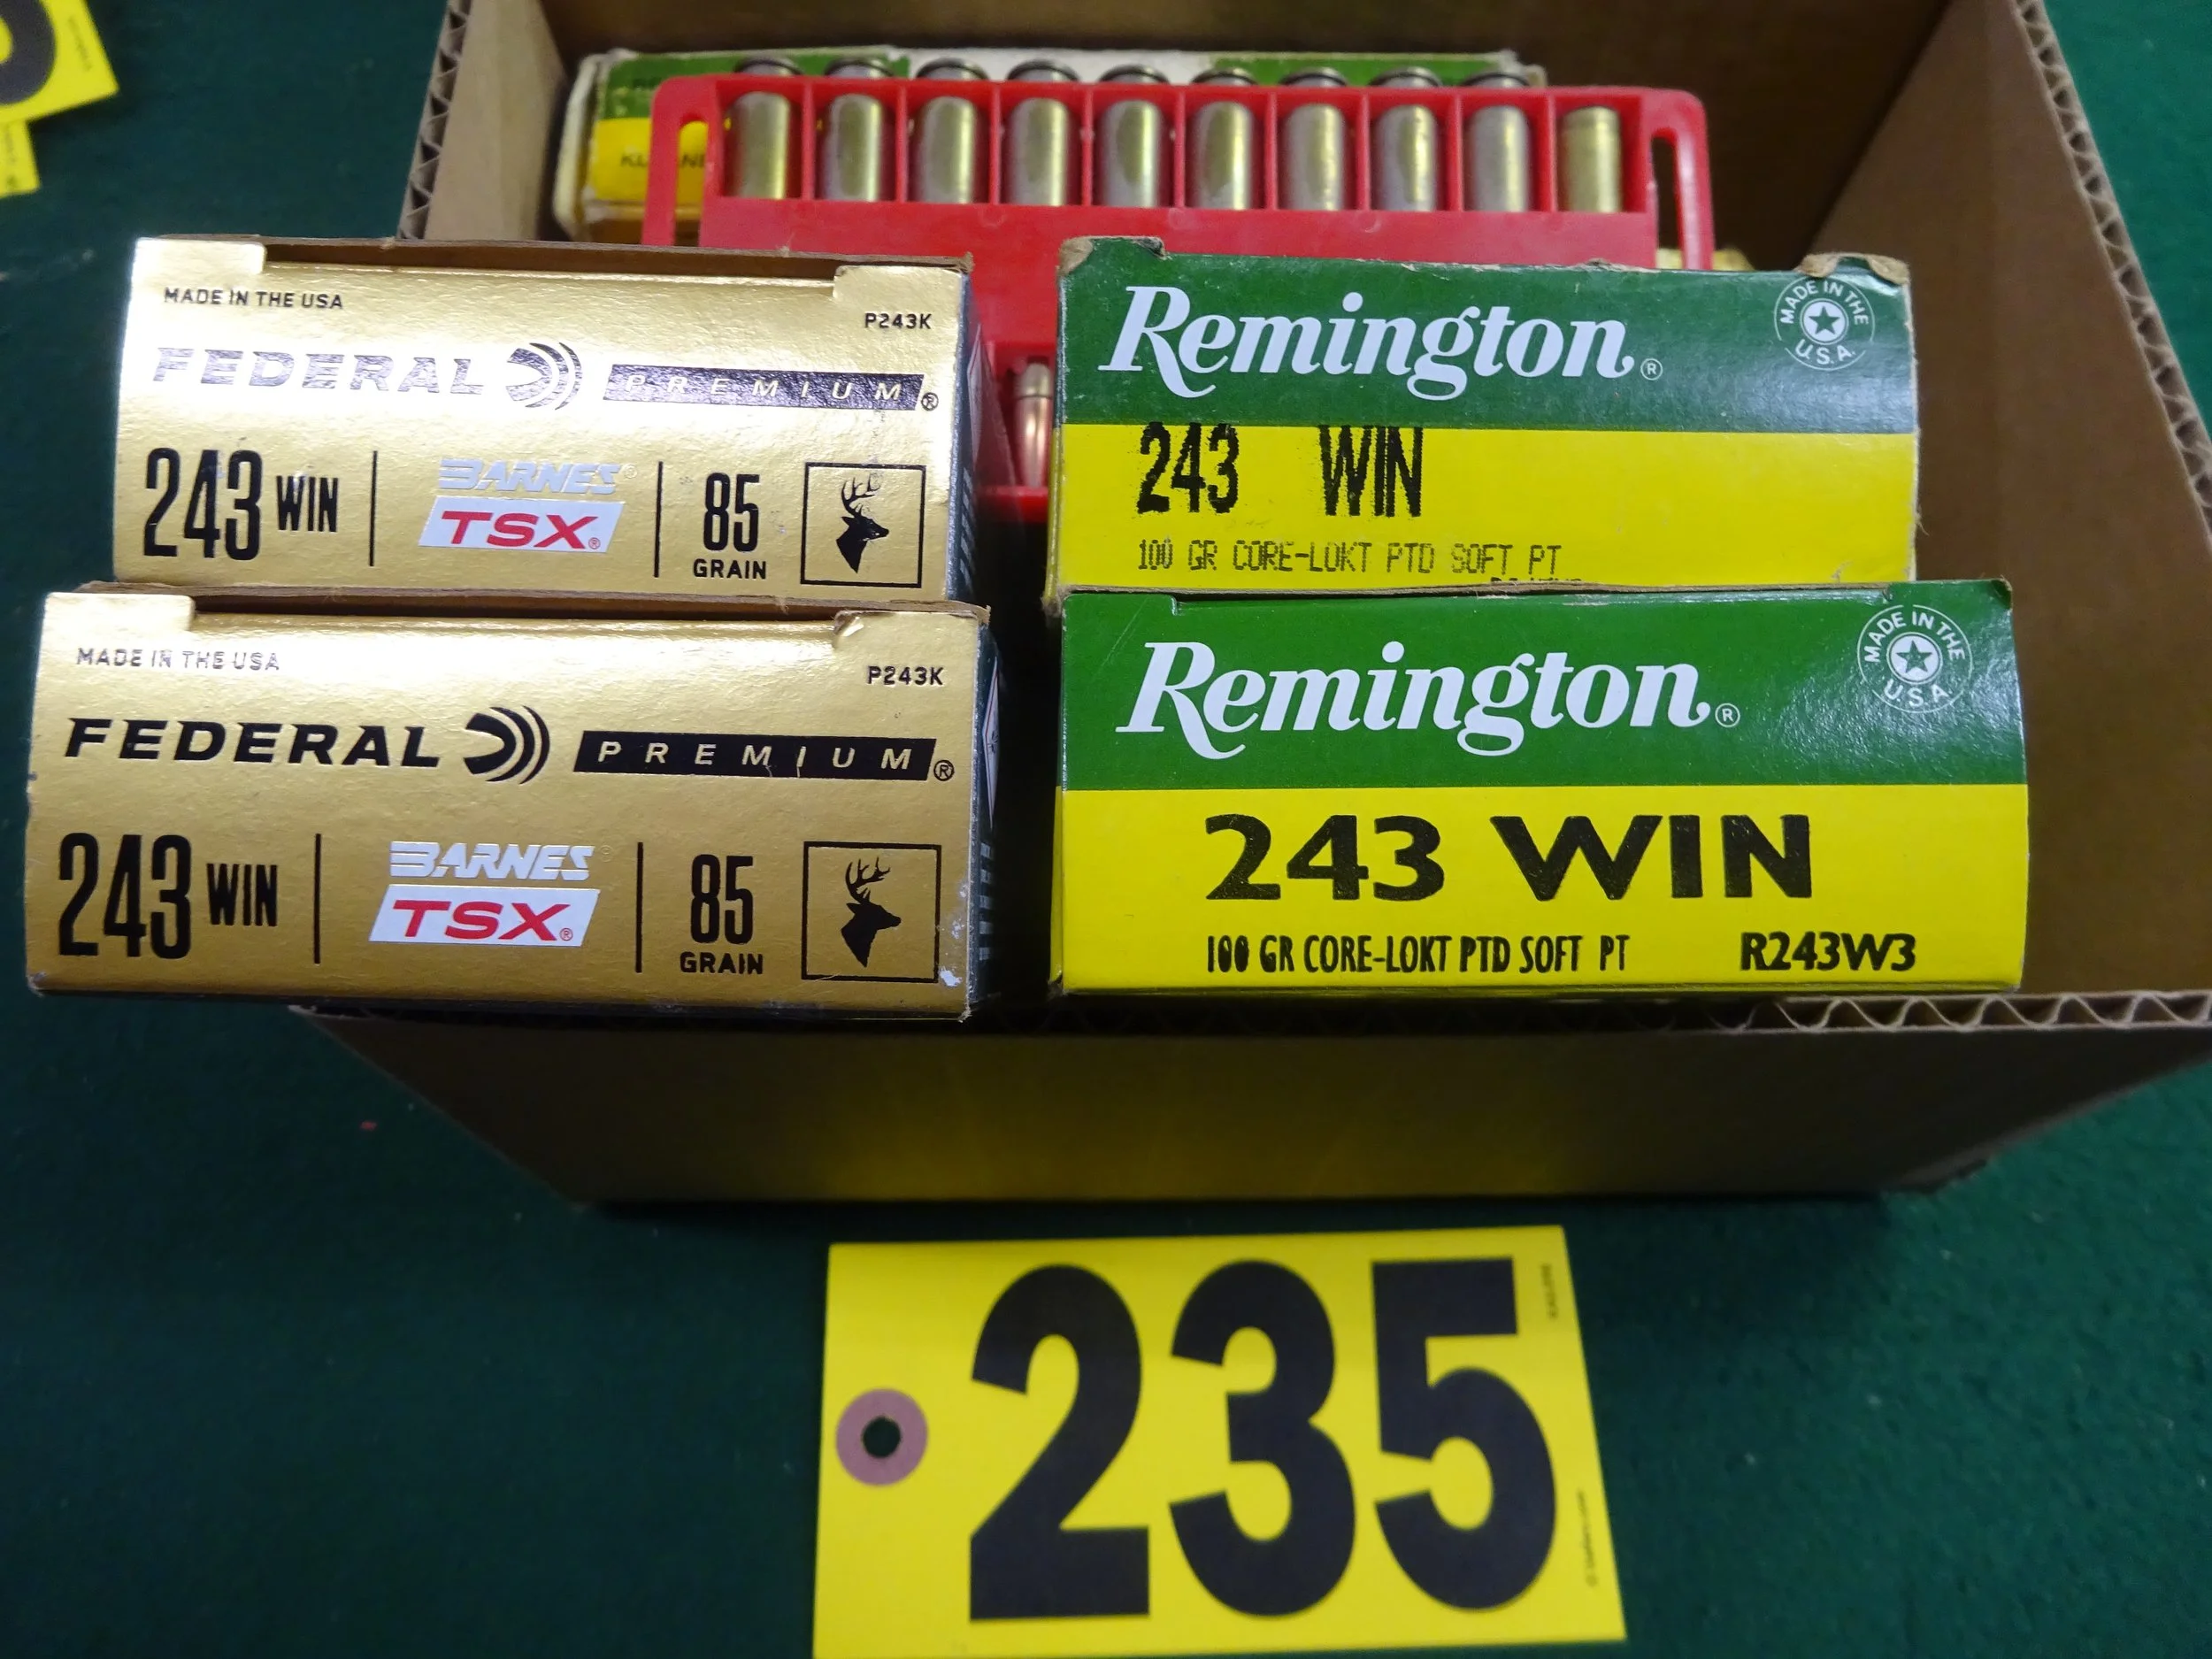 MADE IN THE USA
P243K
FEDERAL PREMIUM®
243 WIN
BARNES®
TSX®
85
GRAIN
MADE IN THE USA
P243K
FEDERAL PREMIUM®
243 WIN
BARNES®
TSX®
85
GRAIN
Remington®
MADE IN THE U.S.A.
243 WIN
100 GR CORE-LOKT PTD SOFT PT
Remington®
MADE IN THE U.S.A.
243 WIN
100 GR CORE-LOKT PTD SOFT PT R243W3
235